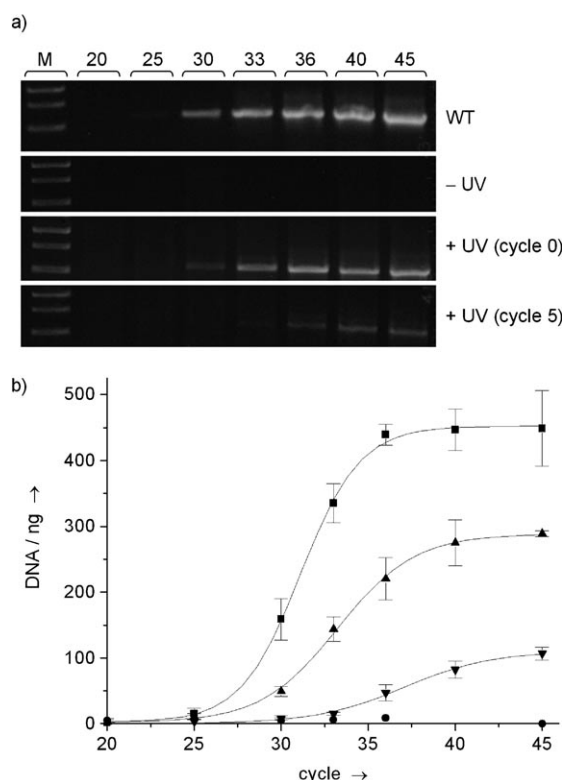 a)
M 20 25 30 33 36 40 45
WT
– UV
+ UV (cycle 0)
+ UV (cycle 5)
b)
500
400
300
200
100
0
DNA / ng →
20 25 30 35 40 45
cycle →